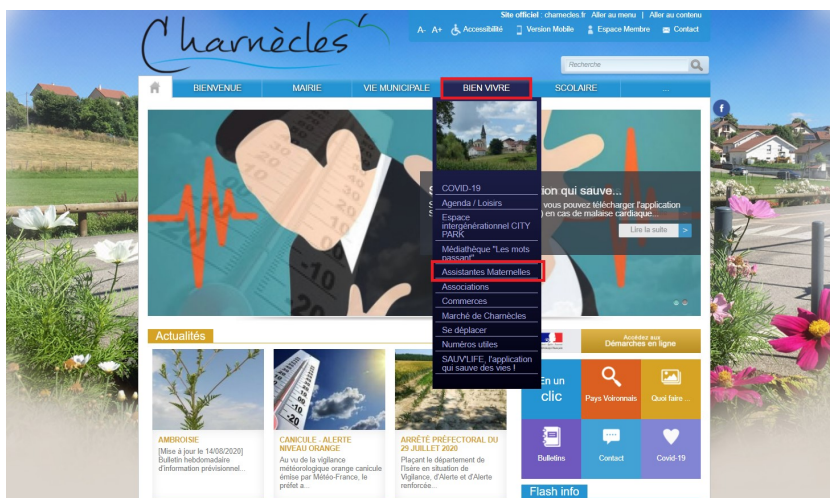 Charnècles
Site officiel : charnecles.fr Aller au menu | Aller au contenu
A- A+ Accessibilité Version Mobile Espace Membre Contact
Recherche
BIENVENUE MAIRIE VIE MUNICIPALE BIEN VIVRE SCOLAIRE ...
COVID-19
Agenda / Loisirs
Espace
intergénérationnel CITY
PARK
Médiathèque "Les mots
passant"
Assistantes Maternelles
Associations
Commerces
Marché de Charnècles
Se déplacer
Numéros utiles
SAUV'LIFE, l'application
qui sauve des vies !
ion qui sauve...
vous pouvez télécharger l'application
) en cas de malaise cardiaque...
Lire la suite >
Actualités
AMBROISIE
[Mise à jour le 14/08/2020]
Bulletin hebdomadaire
d'information prévisionnel...
CANICULE - ALERTE
NIVEAU ORANGE
Au vu de la vigilance
météorologique orange canicule
émise par Météo-France, le
préfet a...
ARRÊTÉ PRÉFECTORAL DU
29 JUILLET 2020
Plaçant le département de
l'Isère en situation de
Vigilance, d'Alerte et d'Alerte
renforcée...
Accédez aux
Démarches en ligne
En un
clic
Pays Voironnais
Quoi faire ...
Bulletins
Contact
Covid-19
Flash info